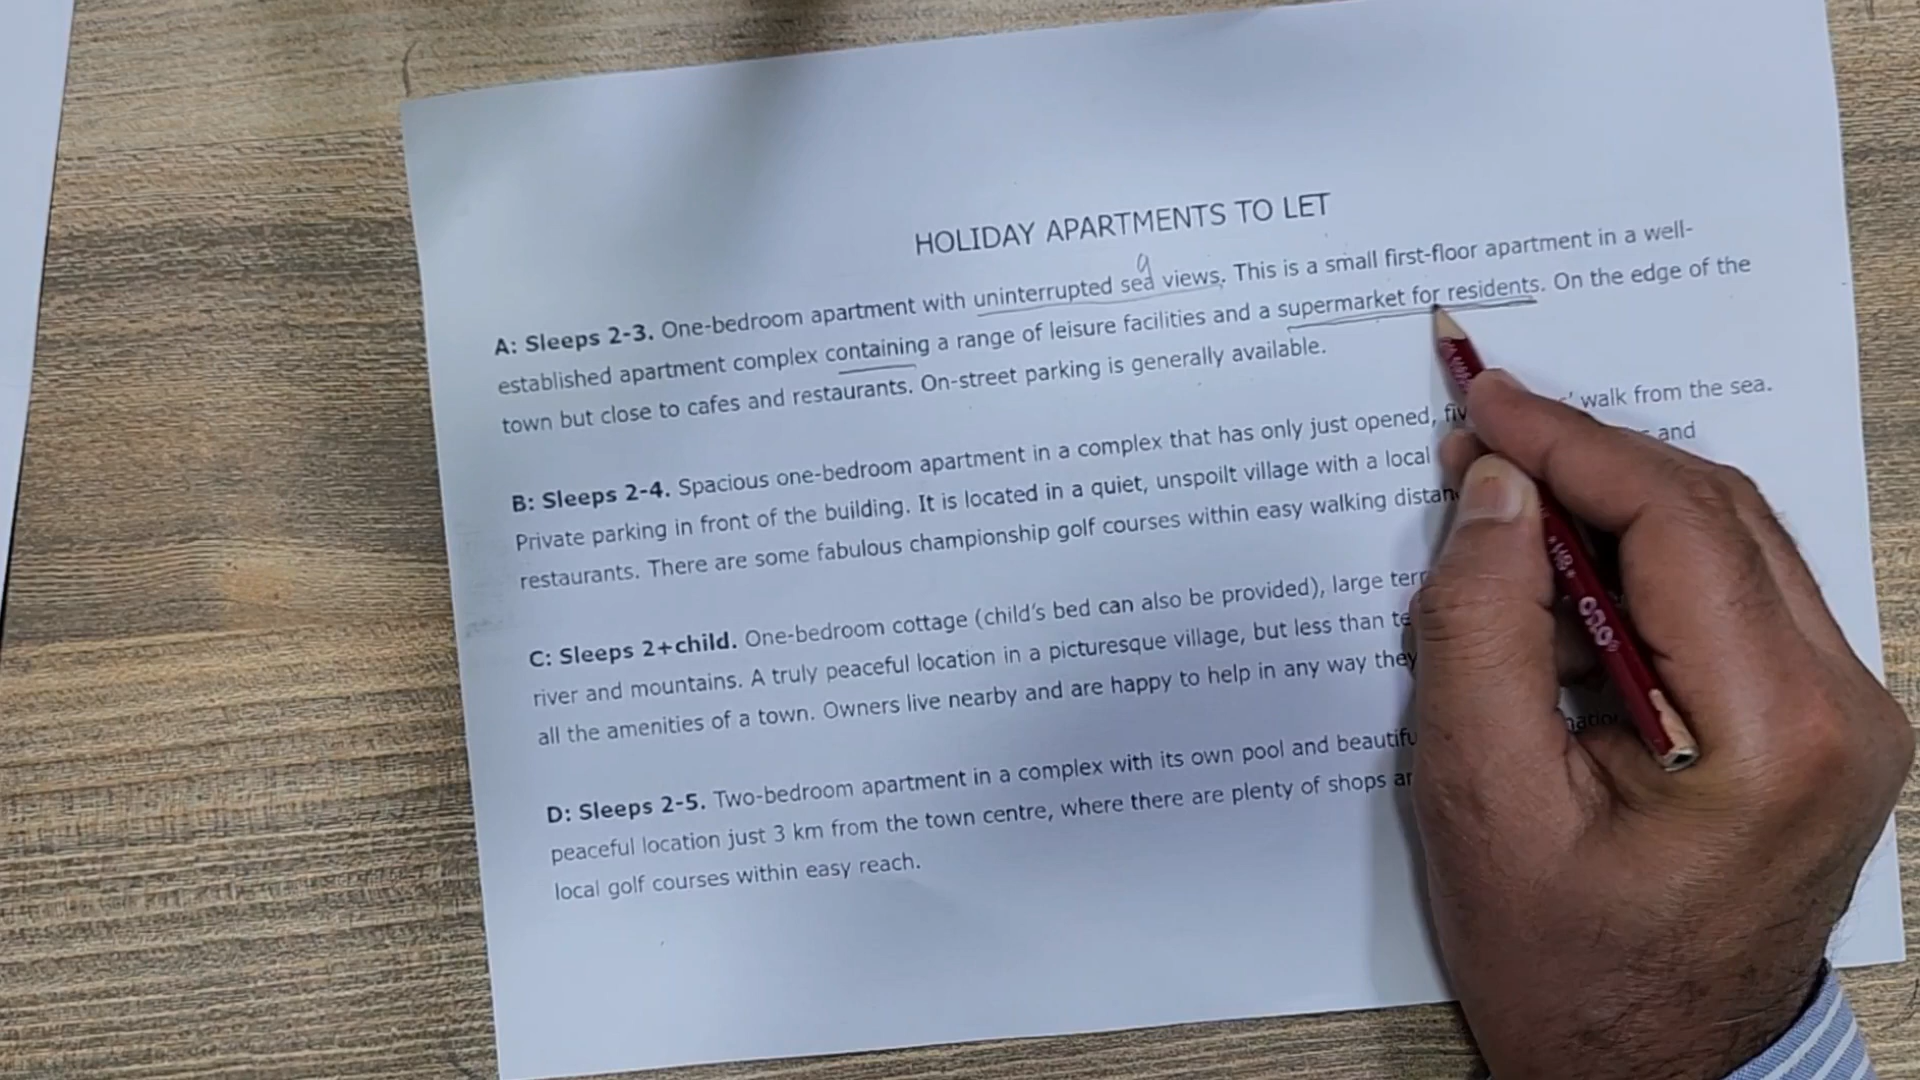 HOLIDAY APARTMENTS TO LET
9
A: Sleeps 2-3. One-bedroom apartment with uninterrupted sea views. This is a small first-floor apartment in a well-
established apartment complex containing a range of leisure facilities and a supermarket for residents. On the edge of the
town but close to cafes and restaurants. On-street parking is generally available.
B: Sleeps 2-4. Spacious one-bedroom apartment in a complex that has only just opened, walk from the sea.
Private parking in front of the building. It is located in a quiet, unspoilt village with a local and
restaurants. There are some fabulous championship golf courses within easy walking
C: Sleeps 2+child. One-bedroom cottage (child's bed can also be provided), large
river and mountains. A truly peaceful location in a picturesque village, but less than
all the amenities of a town. Owners live nearby and are happy to help in any way they
D: Sleeps 2-5. Two-bedroom apartment in a complex with its own pool and
peaceful location just 3 km from the town centre, where there are plenty of shops
local golf courses within easy reach.